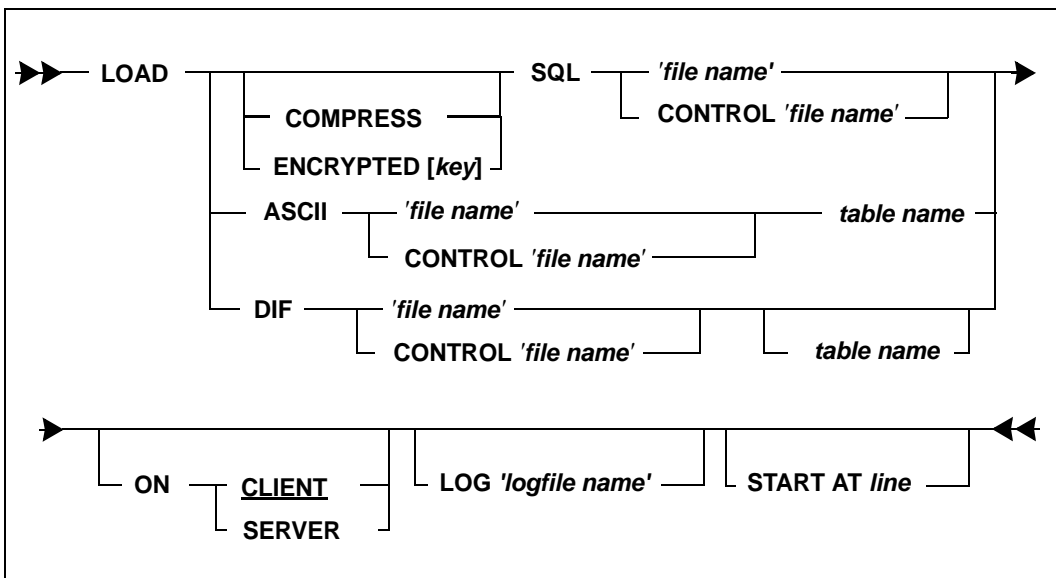 LOAD SQL 'file name'
COMPRESS CONTROL 'file name'
ENCRYPTED [key]
ASCII 'file name' table name
CONTROL 'file name'
DIF 'file name'
CONTROL 'file name' table name
ON CLIENT LOG 'logfile name' START AT line
SERVER